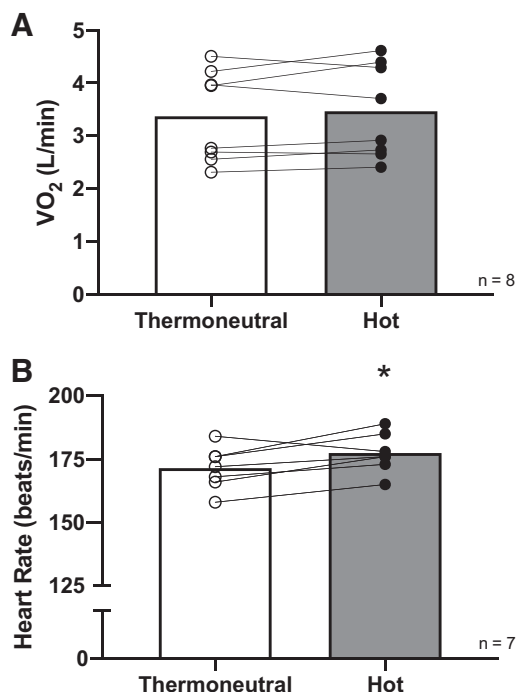 A
5
4
3
2
1
0
VO2 (L/min)
Thermoneutral
Hot
n = 8
B
*
200
175
150
125
0
Heart Rate (beats/min)
Thermoneutral
Hot
n = 7